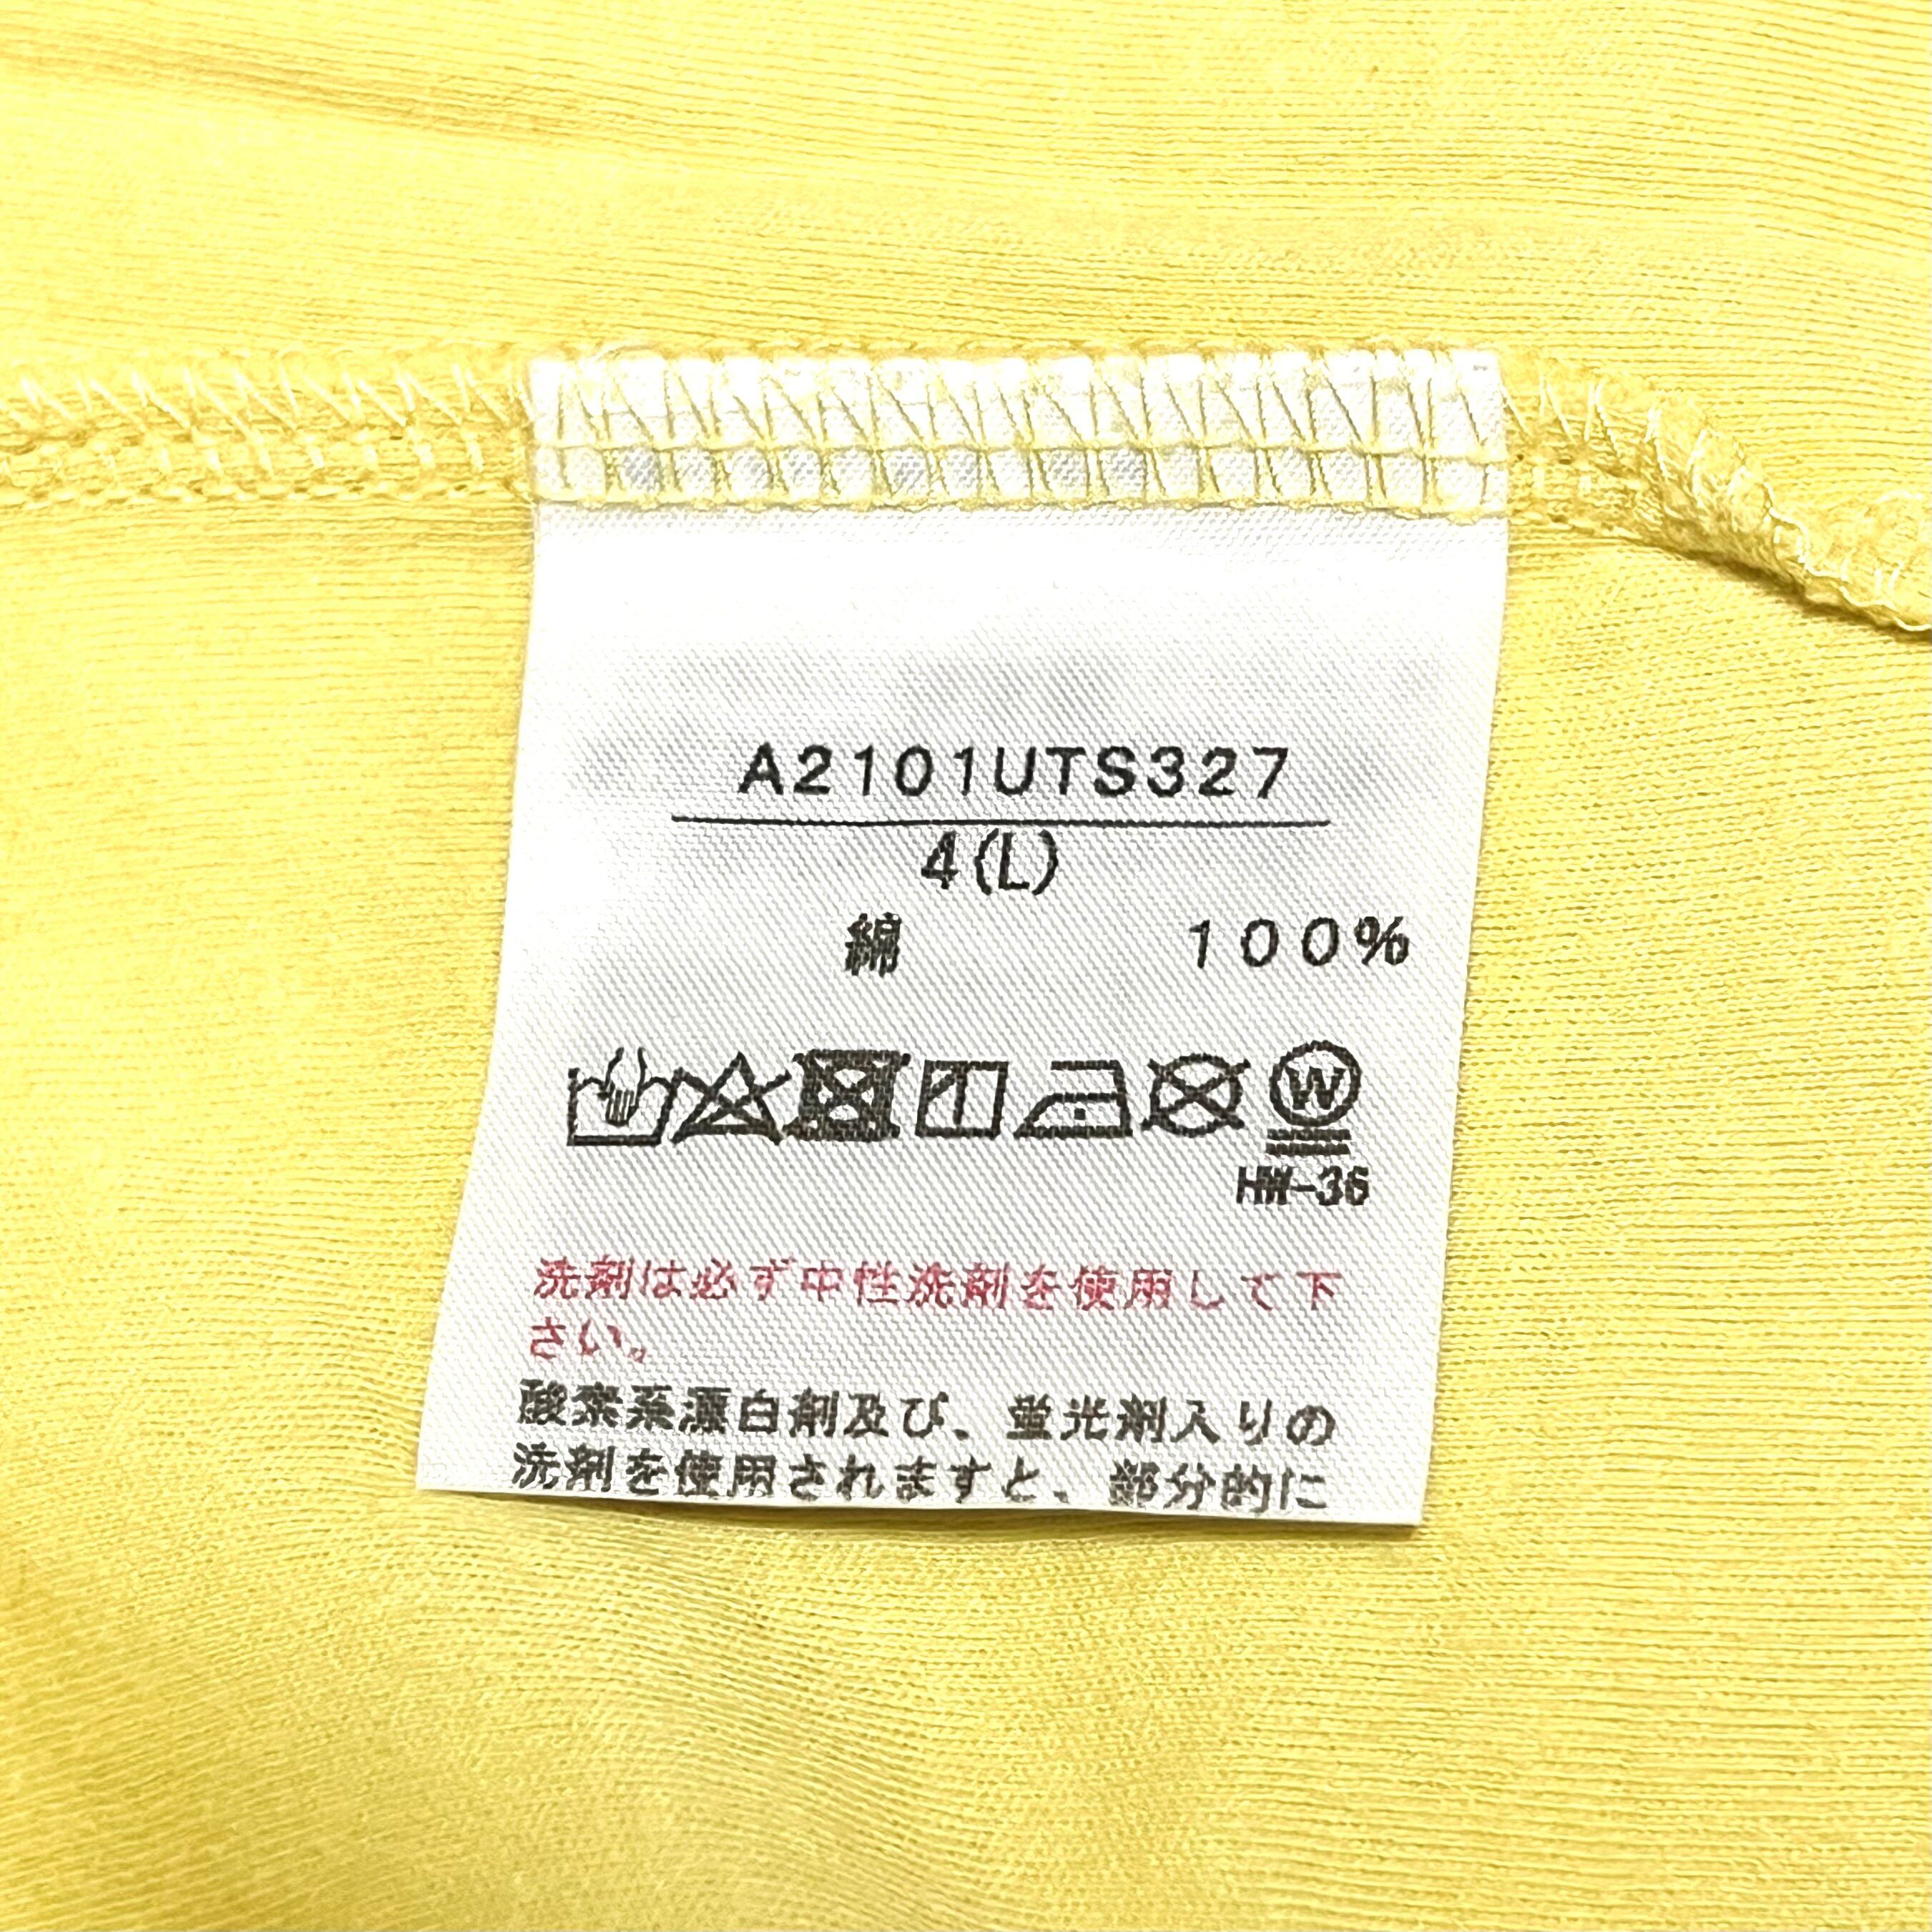 A2101UTS327
4(L)
綿 100%
W
HW-36
洗剤は必ず中性洗剤を使用して下
さい。
酸素系漂白剤及び、蛍光剤入りの
洗剤を使用されますと、部分的に